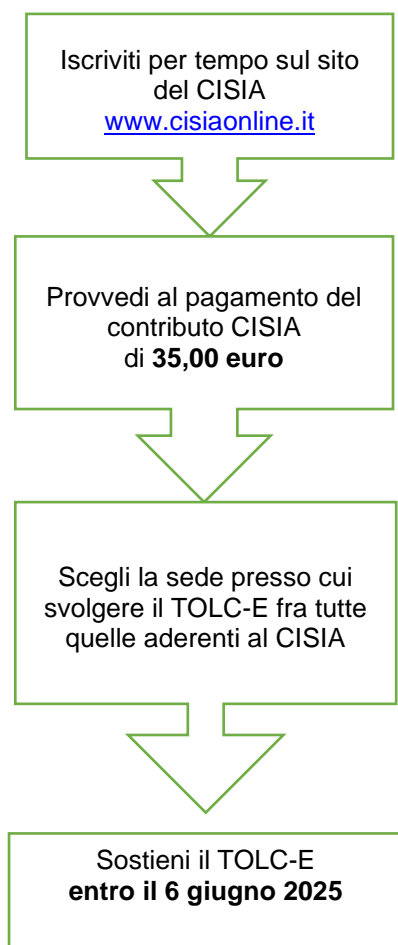 Iscriviti per tempo sul sito
del CISIA
www.cisiaonline.it
Provvedi al pagamento del
contributo CISIA
di 35,00 euro
Scegli la sede presso cui
svolgere il TOLC-E fra tutte
quelle aderenti al CISIA
Sostieni il TOLC-E
entro il 6 giugno 2025